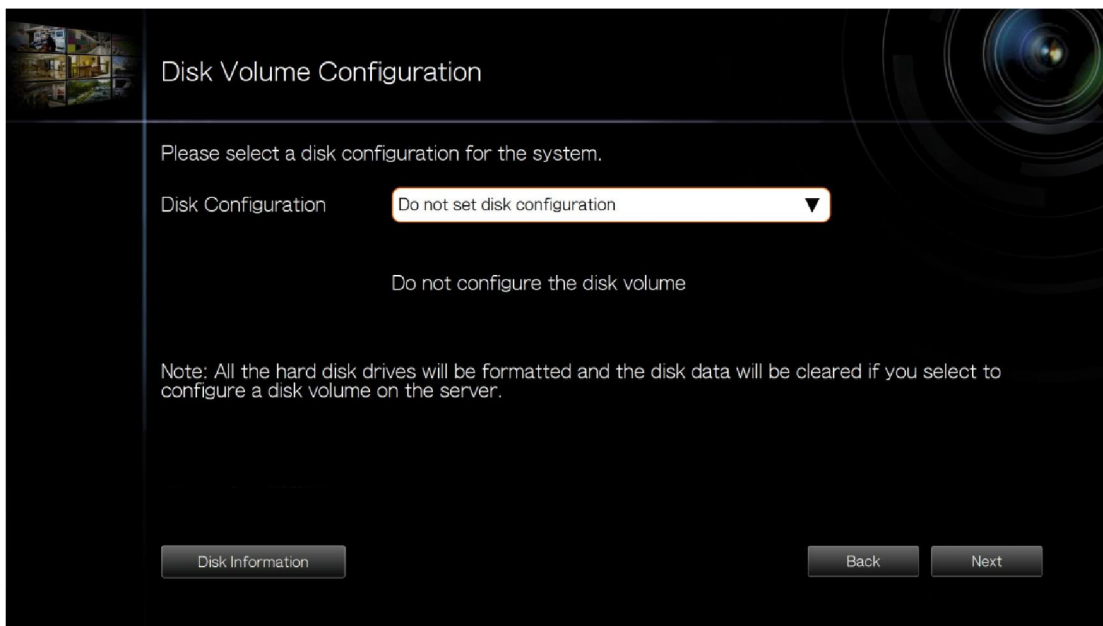 Disk Volume Configuration
Please select a disk configuration for the system.
Disk Configuration
Do not set disk configuration
Do not configure the disk volume
Note: All the hard disk drives will be formatted and the disk data will be cleared if you select to
configure a disk volume on the server.
Disk Information
Back
Next